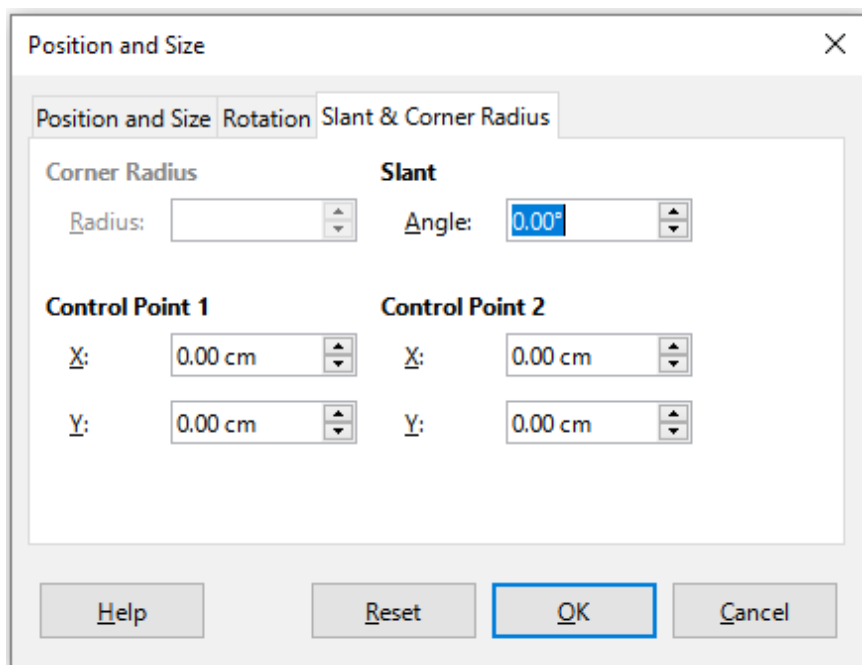 Position and Size
Position and Size Rotation Slant & Corner Radius
Corner Radius Slant
Radius: Angle: 0.00°
Control Point 1 Control Point 2
X: 0.00 cm X: 0.00 cm
Y: 0.00 cm Y: 0.00 cm
Help Reset OK Cancel